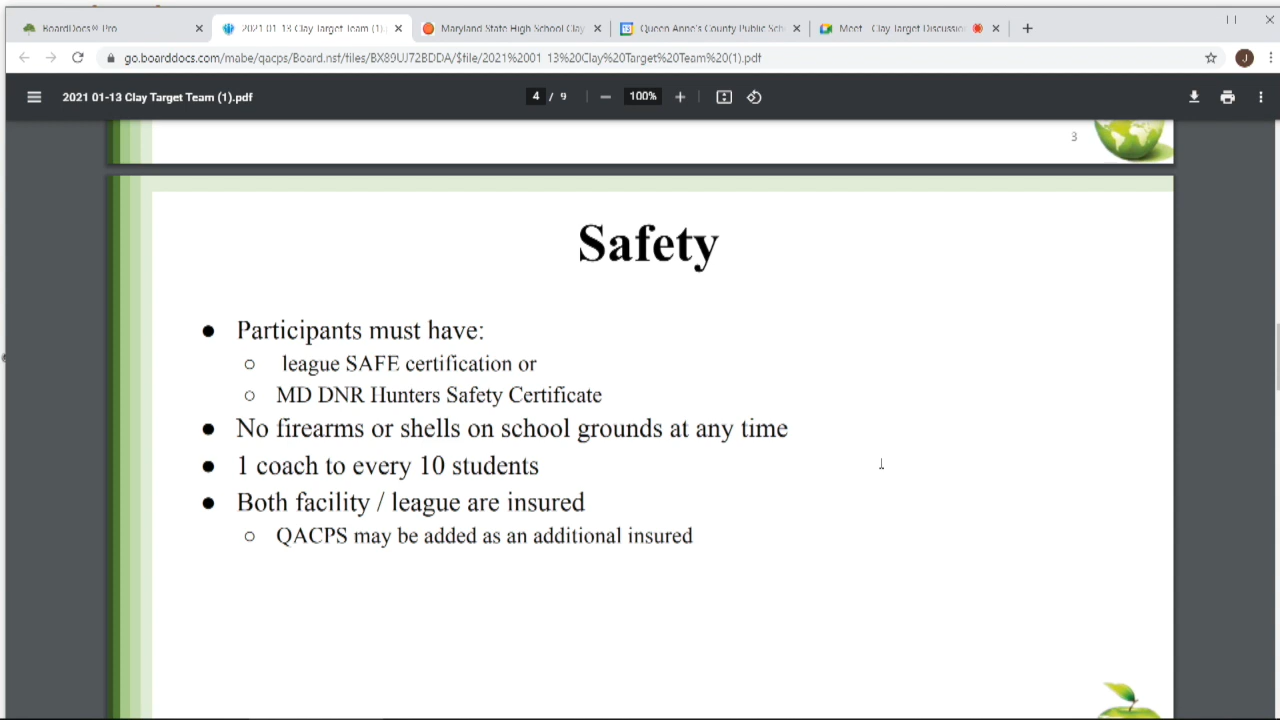 BoardDocs® Pro
2021 01-13 Clay Target Team (1).
Maryland State High School Clay
Queen Anne's County Public Sch
Meet - Clay Target Discussion
go.boarddocs.com/mabe/qacps/Board.nsf/files/BX89UJ72BDDA/$file/2021%2001 13%20Clay%20Target%20Team%20(1).pdf
J
2021 01-13 Clay Target Team (1).pdf
4 / 9
100%
3
Safety
Participants must have:
league SAFE certification or
MD DNR Hunters Safety Certificate
No firearms or shells on school grounds at any time
1 coach to every 10 students
Both facility / league are insured
QACPS may be added as an additional insured